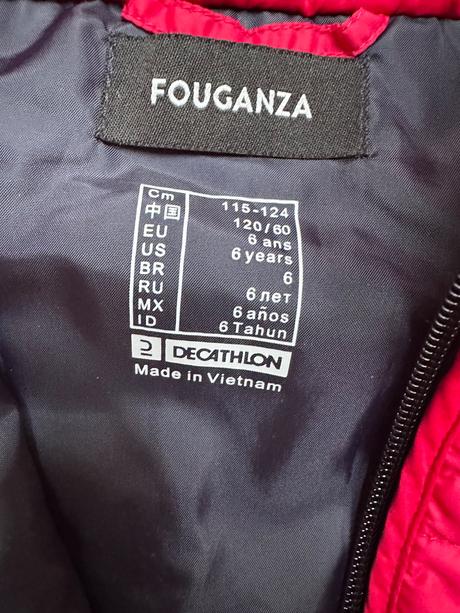 FOUGANZA
Cm 115-124
中国 120/60
EU 6 ans
US 6 years
BR 6
RU 6 лет
MX 6 años
ID 6 Tahun
DECATHLON
Made in Vietnam